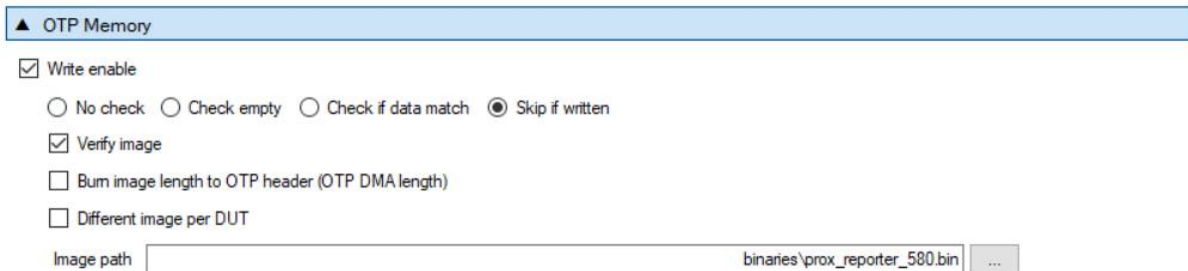 OTP Memory
Write enable
No check Check empty Check if data match Skip if written
Verify image
Burn image length to OTP header (OTP DMA length)
Different image per DUT
Image path binaries\prox_reporter_580.bin ...